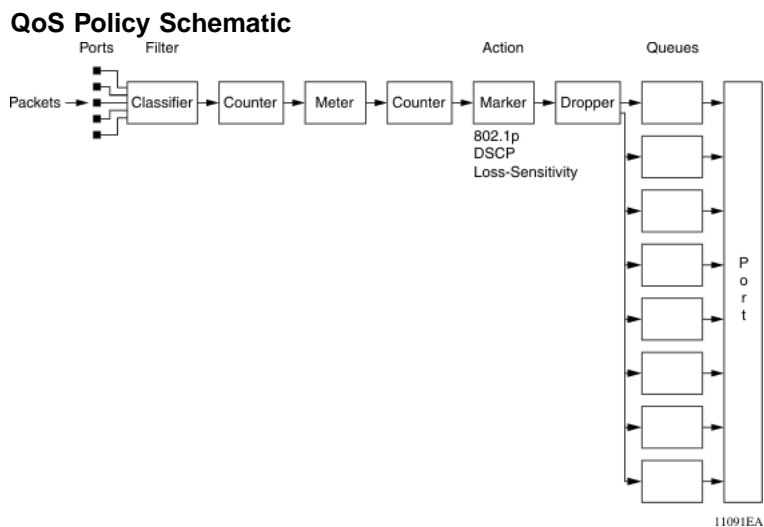 QoS Policy Schematic
Ports Filter Action Queues
Packets Classifier Counter Meter Counter Marker Dropper
802.1p
DSCP
Loss-Sensitivity
P
o
r
t
11091EA